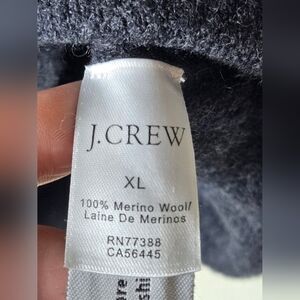 J.CREW
XL
100% Merino Wool/
Laine De Merinos
RN77388
CA56445